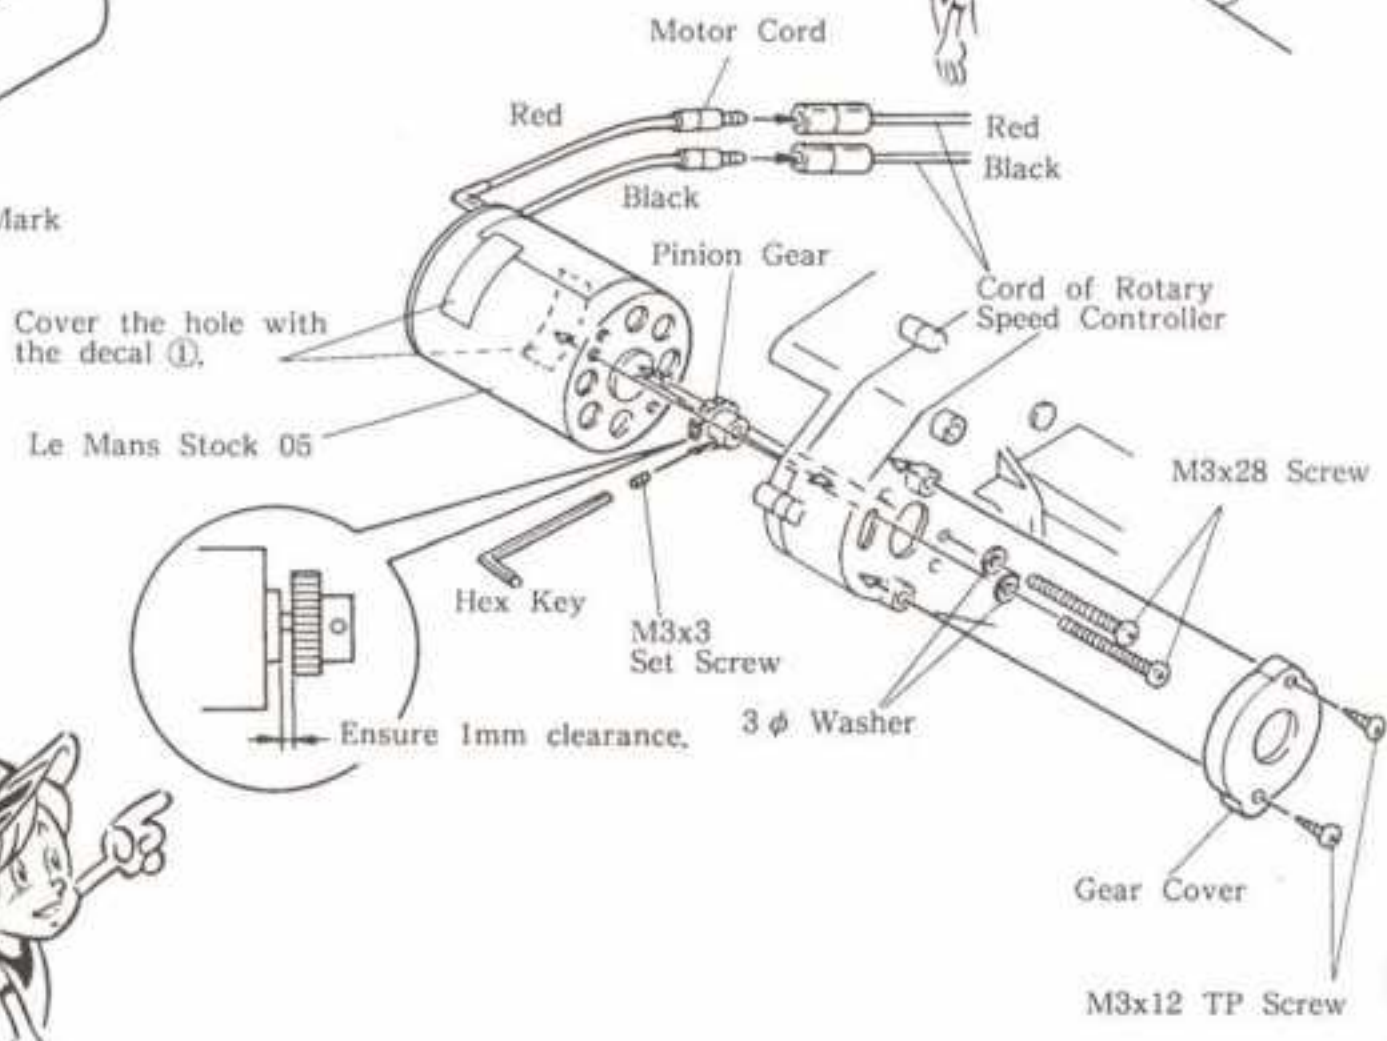 Motor Cord
Red
Red
Black
Black
Mark
Pinion Gear
Cord of Rotary
Speed Controller
Cover the hole with
the decal ①.
Le Mans Stock 05
M3x28 Screw
Hex Key
M3x3
Set Screw
3φ Washer
Ensure 1mm clearance.
Gear Cover
M3x12 TP Screw